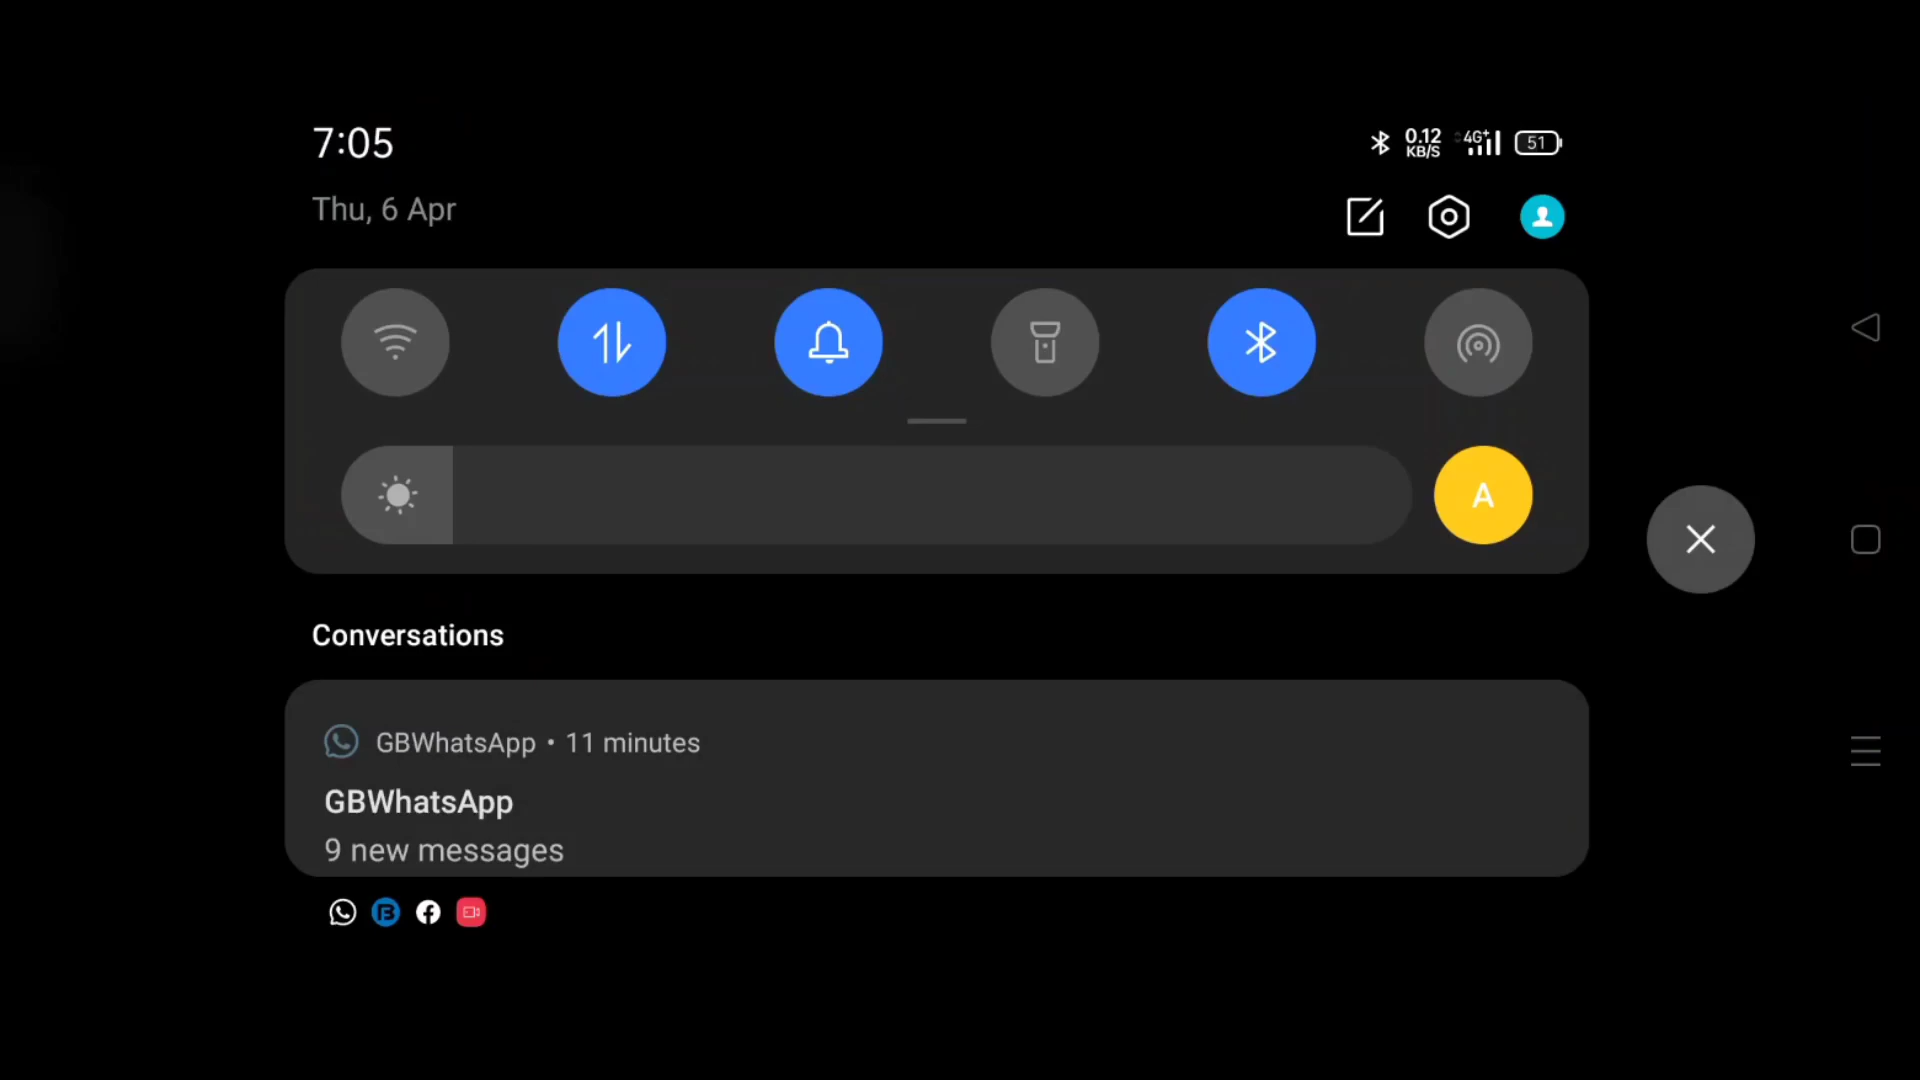 7:05
0.12
KB/S
4G+
51
Thu, 6 Apr
A
Conversations
GBWhatsApp • 11 minutes
GBWhatsApp
9 new messages